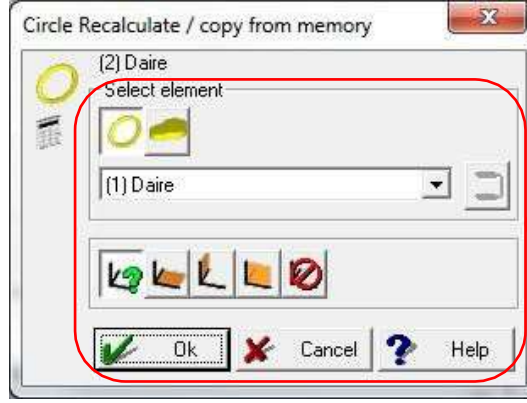 Circle Recalculate / copy from memory
(2) Daire
Select element
(1) Daire
Ok Cancel Help